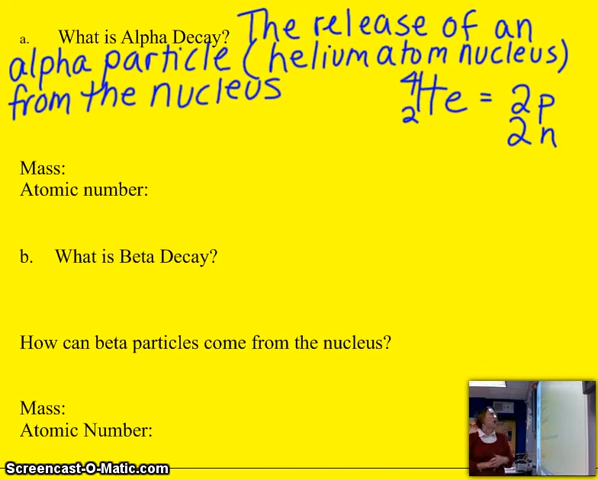 a. What is Alpha Decay? The release of an
alpha particle (helium atom nucleus)
from the nucleus
4
2 He = 2p
2n
Mass:
Atomic number:
b. What is Beta Decay?
How can beta particles come from the nucleus?
Mass:
Atomic Number:
Screencast-O-Matic.com